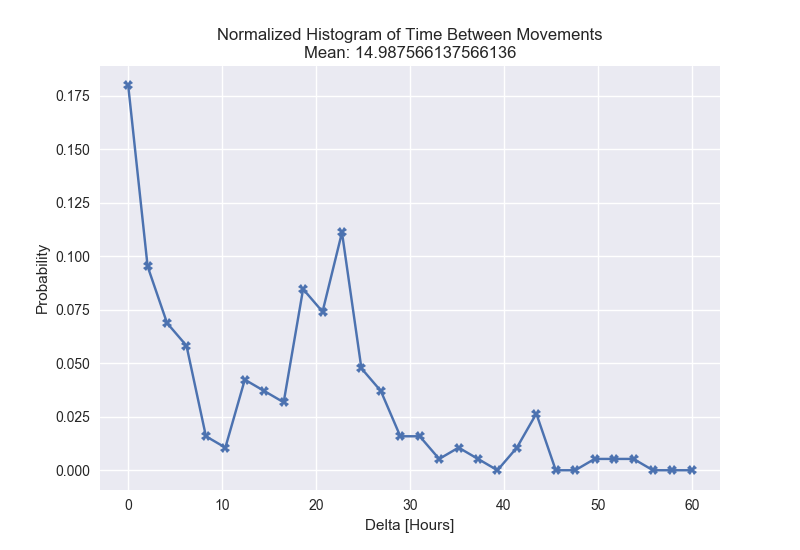 Normalized Histogram of Time Between Movements
Mean: 14.987566137566136
0.175
0.150
0.125
0.100
0.075
0.050
0.025
0.000
Probability
0 10 20 30 40 50 60
Delta [Hours]